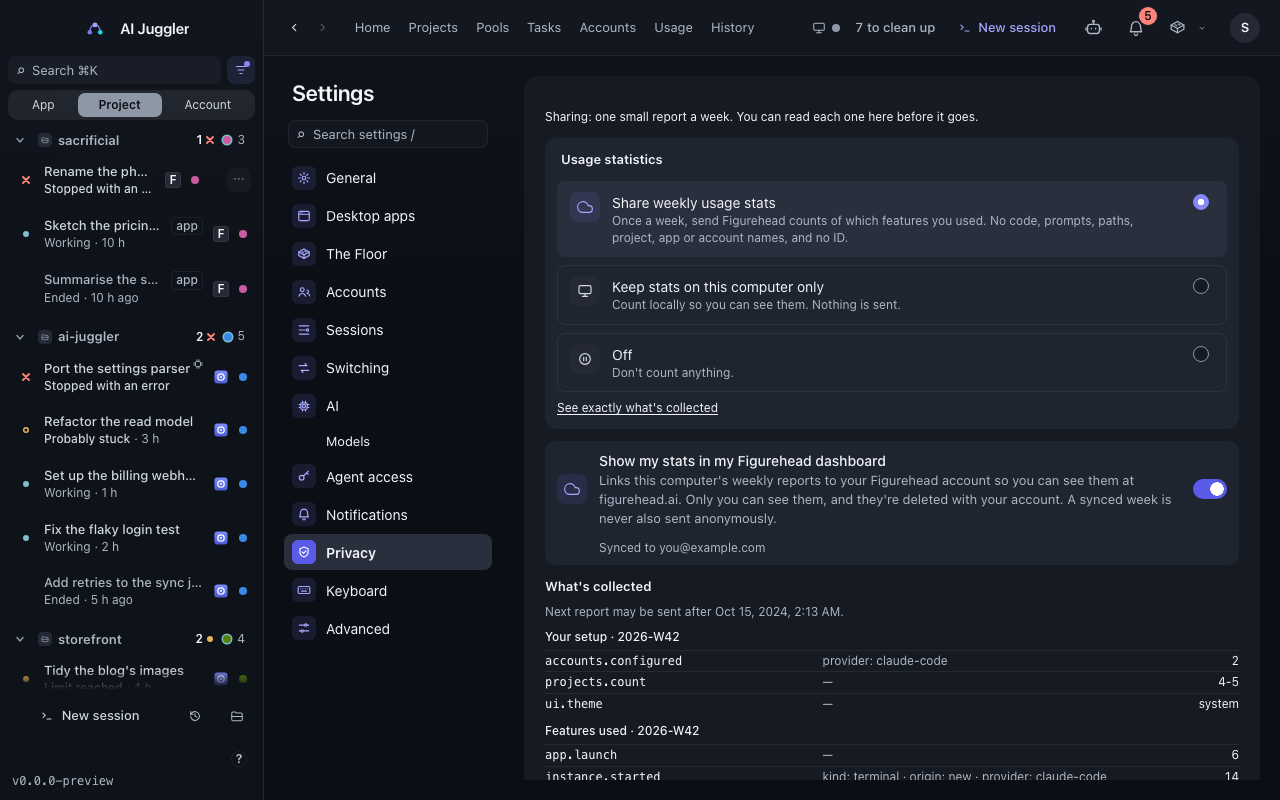 AI Juggler
Search ⌘K
App Project Account
sacrificial 1 3
Rename the ph...
Stopped with an ...
F
Sketch the pricin... app
Working · 10 h
F
Summarise the s... app
Ended · 10 h ago
F
ai-juggler 2 5
Port the settings parser
Stopped with an error
Refactor the read model
Probably stuck · 3 h
Set up the billing webh...
Working · 1 h
Fix the flaky login test
Working · 2 h
Add retries to the sync j...
Ended · 5 h ago
storefront 2 4
Tidy the blog's images
Limit reached · 4 h
New session
?
v0.0.0-preview
Home Projects Pools Tasks Accounts Usage History
7 to clean up
New session
5
S
Settings
Search settings /
General
Desktop apps
The Floor
Accounts
Sessions
Switching
AI
Models
Agent access
Notifications
Privacy
Keyboard
Advanced
Sharing: one small report a week. You can read each one here before it goes.
Usage statistics
Share weekly usage stats
Once a week, send Figurehead counts of which features you used. No code, prompts, paths,
project, app or account names, and no ID.
Keep stats on this computer only
Count locally so you can see them. Nothing is sent.
Off
Don't count anything.
See exactly what's collected
Show my stats in my Figurehead dashboard
Links this computer's weekly reports to your Figurehead account so you can see them at
figurehead.ai. Only you can see them, and they're deleted with your account. A synced week is
never also sent anonymously.
Synced to you@example.com
What's collected
Next report may be sent after Oct 15, 2024, 2:13 AM.
Your setup · 2026-W42
accounts.configured provider: claude-code 2
projects.count — 4-5
ui.theme — system
Features used · 2026-W42
app.launch — 6
instance.started kind: terminal · origin: new · provider: claude-code 14